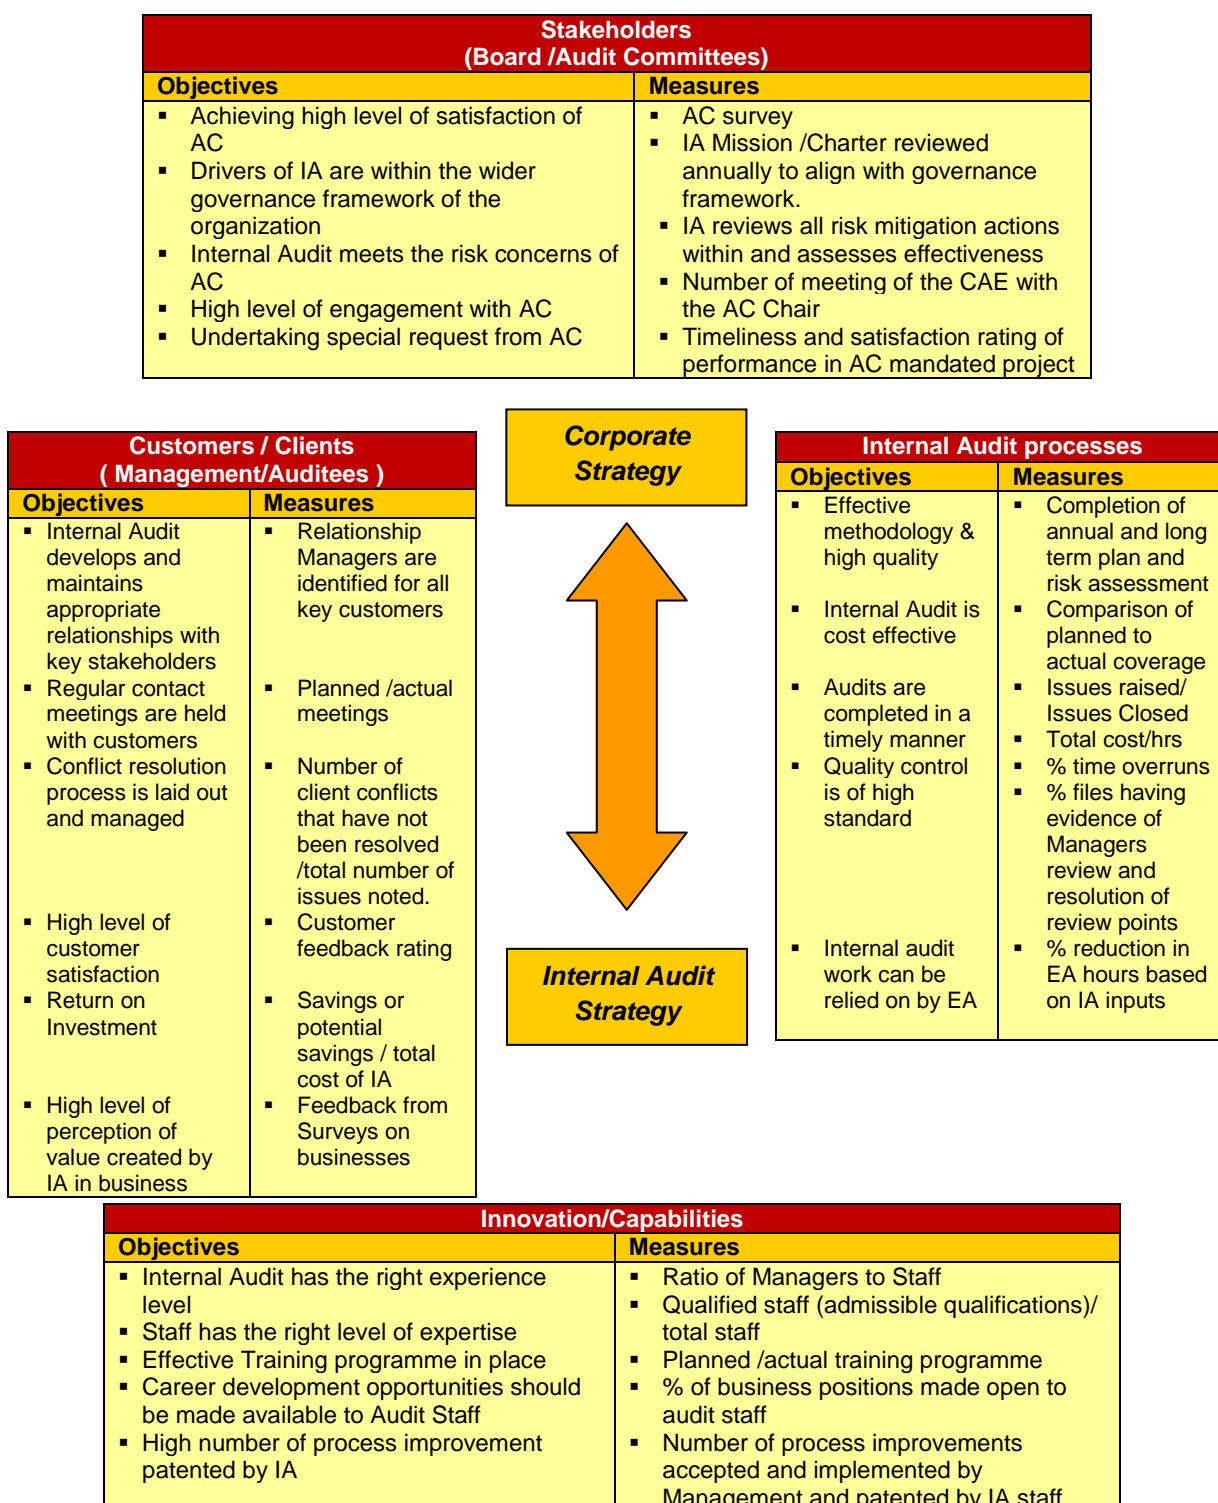 Stakeholders
(Board /Audit Committees)
Objectives
▪ Achieving high level of satisfaction of
AC
▪ Drivers of IA are within the wider
governance framework of the
organization
▪ Internal Audit meets the risk concerns of
AC
▪ High level of engagement with AC
▪ Undertaking special request from AC
Measures
▪ AC survey
▪ IA Mission /Charter reviewed
annually to align with governance
framework.
▪ IA reviews all risk mitigation actions
within and assesses effectiveness
▪ Number of meeting of the CAE with
the AC Chair
▪ Timeliness and satisfaction rating of
performance in AC mandated project
Customers / Clients
( Management/Auditees )
Objectives
▪ Internal Audit
develops and
maintains
appropriate
relationships with
key stakeholders
▪ Regular contact
meetings are held
with customers
▪ Conflict resolution
process is laid out
and managed
▪ High level of
customer
satisfaction
▪ Return on
Investment
▪ High level of
perception of
value created by
IA in business
Measures
▪ Relationship
Managers are
identified for all
key customers
▪ Planned /actual
meetings
▪ Number of
client conflicts
that have not
been resolved
/total number of
issues noted.
▪ Customer
feedback rating
▪ Savings or
potential
savings / total
cost of IA
▪ Feedback from
Surveys on
businesses
Corporate
Strategy
Internal Audit
Strategy
Internal Audit processes
Objectives
▪ Effective
methodology &
high quality
▪ Internal Audit is
cost effective
▪ Audits are
completed in a
timely manner
▪ Quality control
is of high
standard
▪ Internal audit
work can be
relied on by EA
Measures
▪ Completion of
annual and long
term plan and
risk assessment
▪ Comparison of
planned to
actual coverage
▪ Issues raised/
Issues Closed
▪ Total cost/hrs
▪ % time overruns
▪ % files having
evidence of
Managers
review and
resolution of
review points
▪ % reduction in
EA hours based
on IA inputs
Innovation/Capabilities
Objectives
▪ Internal Audit has the right experience
level
▪ Staff has the right level of expertise
▪ Effective Training programme in place
▪ Career development opportunities should
be made available to Audit Staff
▪ High number of process improvement
patented by IA
Measures
▪ Ratio of Managers to Staff
▪ Qualified staff (admissible qualifications)/
total staff
▪ Planned /actual training programme
▪ % of business positions made open to
audit staff
▪ Number of process improvements
accepted and implemented by
Management and patented by IA staff